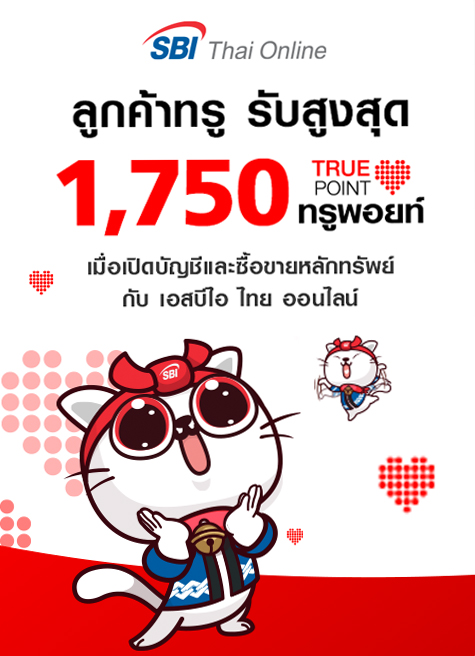 SBI Thai Online
ลูกค้าทรู รับสูงสุด
1,750 TRUE POINT ทรูพอยท์
เมื่อเปิดบัญชีและซื้อขายหลักทรัพย์
กับ เอสบีไอ ไทย ออนไลน์
SBI